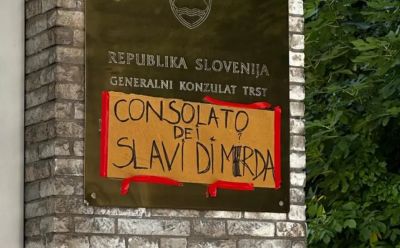 REPUBLIKA SLOVENIJA
GENERALNI KONZULAT TRST
CONSOLATO
DEI
SLAVI DI MERDA